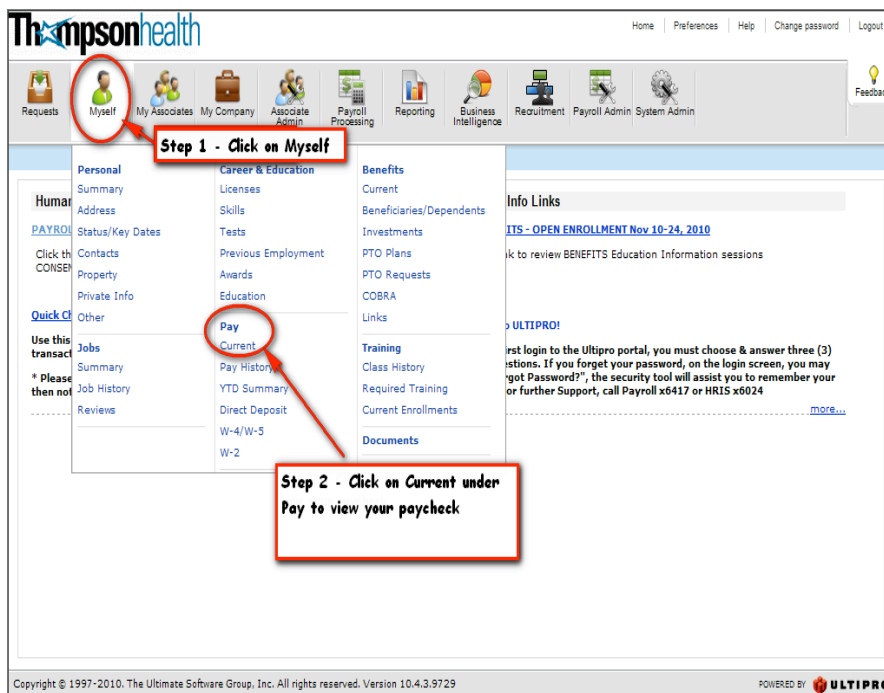 Thompsonhealth
Home Preferences Help Change password Logout
Requests Myself My Associates My Company Associate Admin Payroll Processing Reporting Business Intelligence Recruitment Payroll Admin System Admin
Step 1 - Click on Myself
Personal
Summary
Address
Status/Key Dates
Contacts
Property
Private Info
Other
Jobs
Summary
Job History
Reviews
Career & Education
Licenses
Skills
Tests
Previous Employment
Awards
Education
Pay
Current
Pay History
YTD Summary
Direct Deposit
W-4/W-5
W-2
Benefits
Current
Beneficiaries/Dependents
Investments
PTO Plans
PTO Requests
COBRA
Links
Training
Class History
Required Training
Current Enrollments
Documents
Click th
Use this
transact
* Please
then not
Info Links
- OPEN ENROLLMENT Nov 10-24, 2010
to review BENEFITS Education Information sessions
ULTIPRO!
login to the Ultipro portal, you must choose & answer three (3)
If you forget your password, on the login screen, you may
Password?", the security tool will assist you to remember your
or further Support, call Payroll x6417 or HRIS x6024
more...
Step 2 - Click on Current under
Pay to view your paycheck
Copyright © 1997-2010. The Ultimate Software Group, Inc. All rights reserved. Version 10.4.3.9729
POWERED BY ULTIPRO